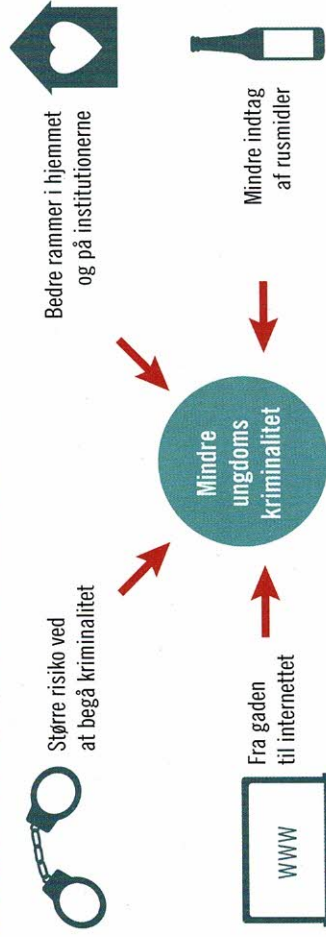 Større risiko ved
at begå kriminalitet
Bedre rammer i hjemmet
og på institutionerne
Mindre
ungdoms
kriminalitet
Fra gaden
til internettet
WWW
Mindre indtag
af rusmidler